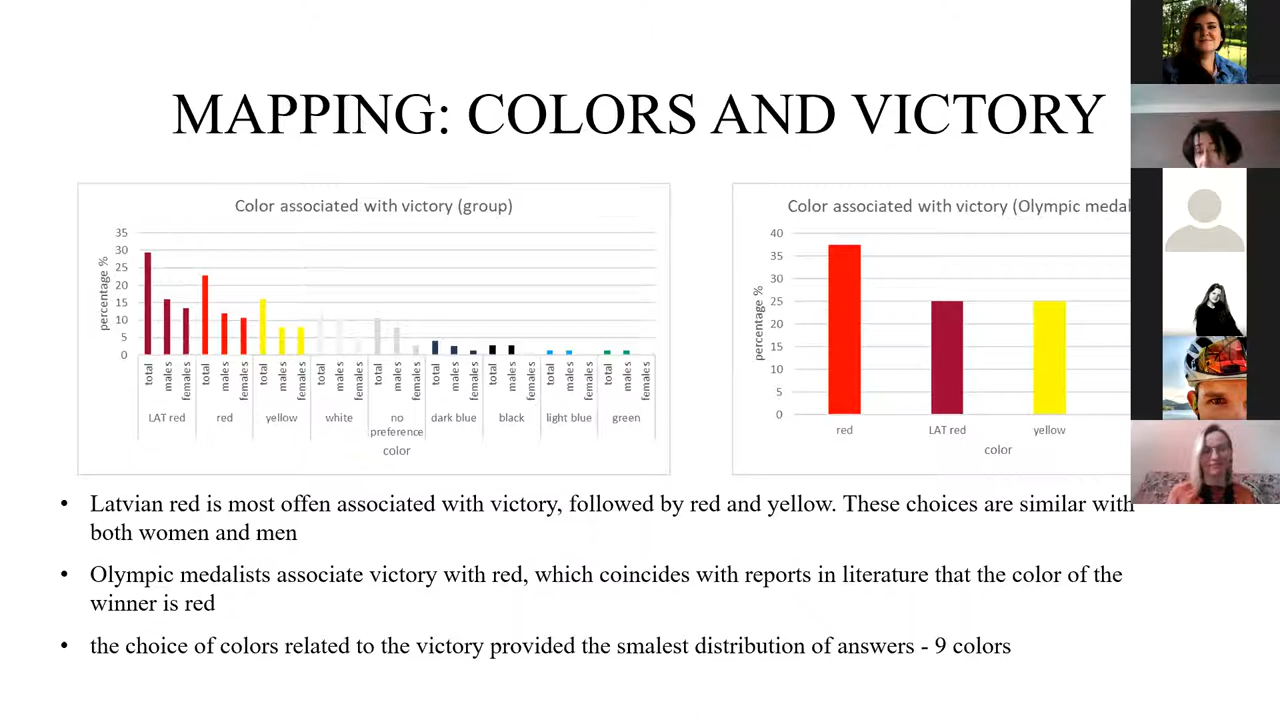 MAPPING: COLORS AND VICTORY
Color associated with victory (group)
percentage %
35
30
25
20
15
10
5
0
total males females total males females total males females total males females total males females total males females total males females total males females total males females
LAT red red yellow white no preference dark blue black light blue green
color
Color associated with victory (Olympic medal
percentage %
40
35
30
25
20
15
10
5
0
red LAT red yellow
color
• Latvian red is most offen associated with victory, followed by red and yellow. These choices are similar with
both women and men
• Olympic medalists associate victory with red, which coincides with reports in literature that the color of the
winner is red
• the choice of colors related to the victory provided the smalest distribution of answers - 9 colors